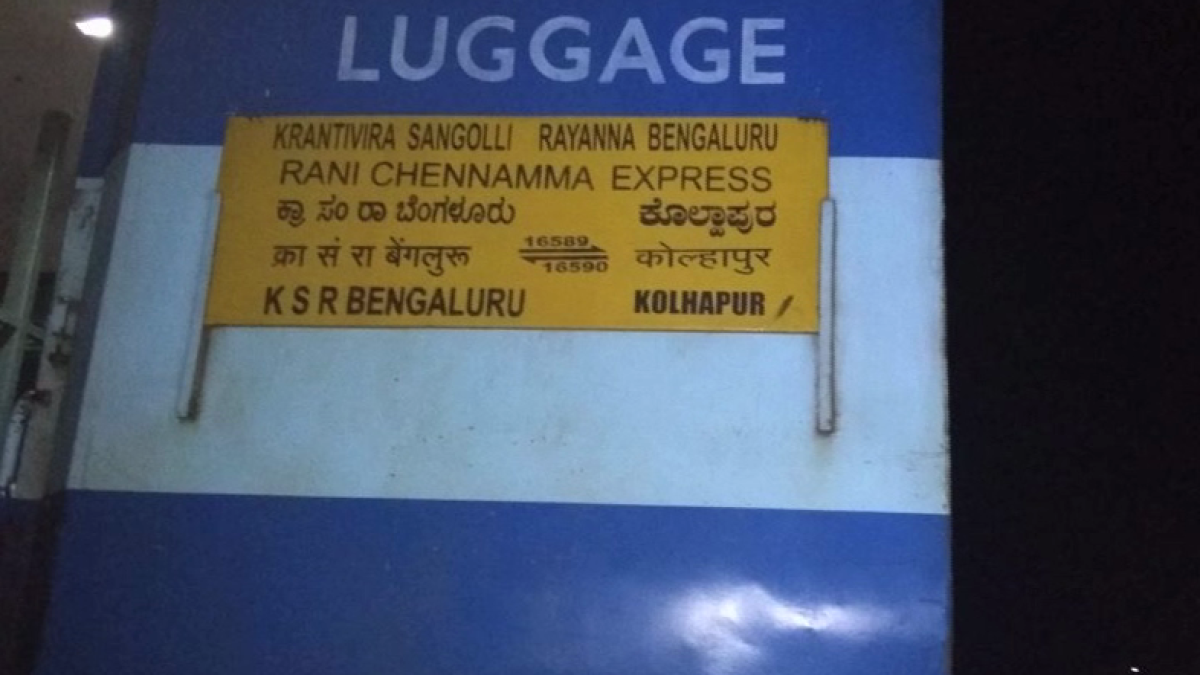 LUGGAGE
KRANTIVIRA SANGOLLI RAYANNA BENGALURU
RANI CHENNAMMA EXPRESS
ಕ್ರಾ ಸಂ ರಾ ಬೆಂಗಳೂರು ಕೊಲ್ಹಾಪುರ
क्रा सं रा बेंगलुरू 16589 कोल्हापुर
16590
K S R BENGALURU KOLHAPUR